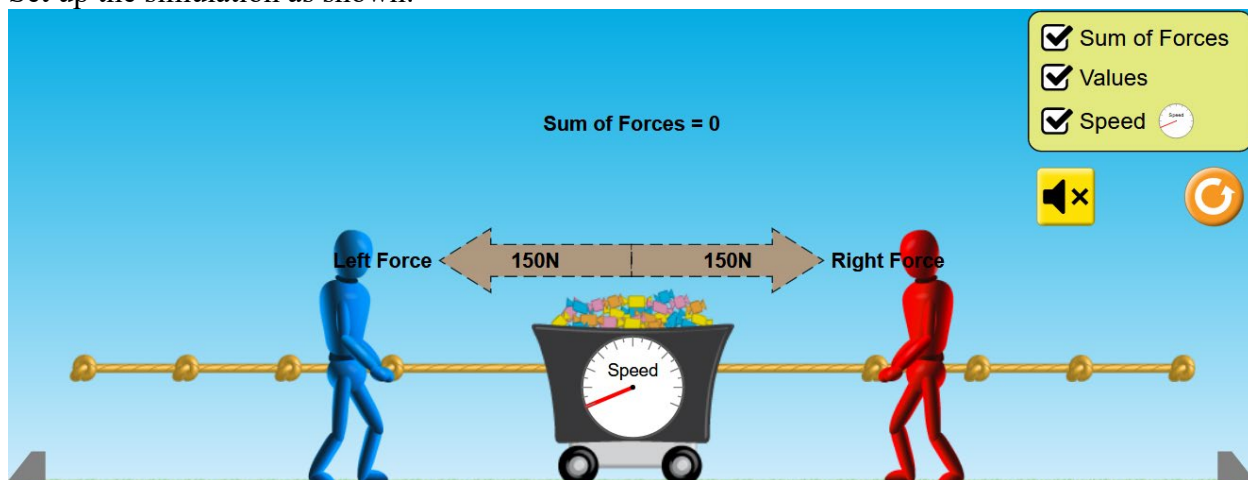 Set up the simulation as shown.
Sum of Forces
Values
Speed
Speed
Sum of Forces = 0
Left Force
150N
150N
Right Force
Speed